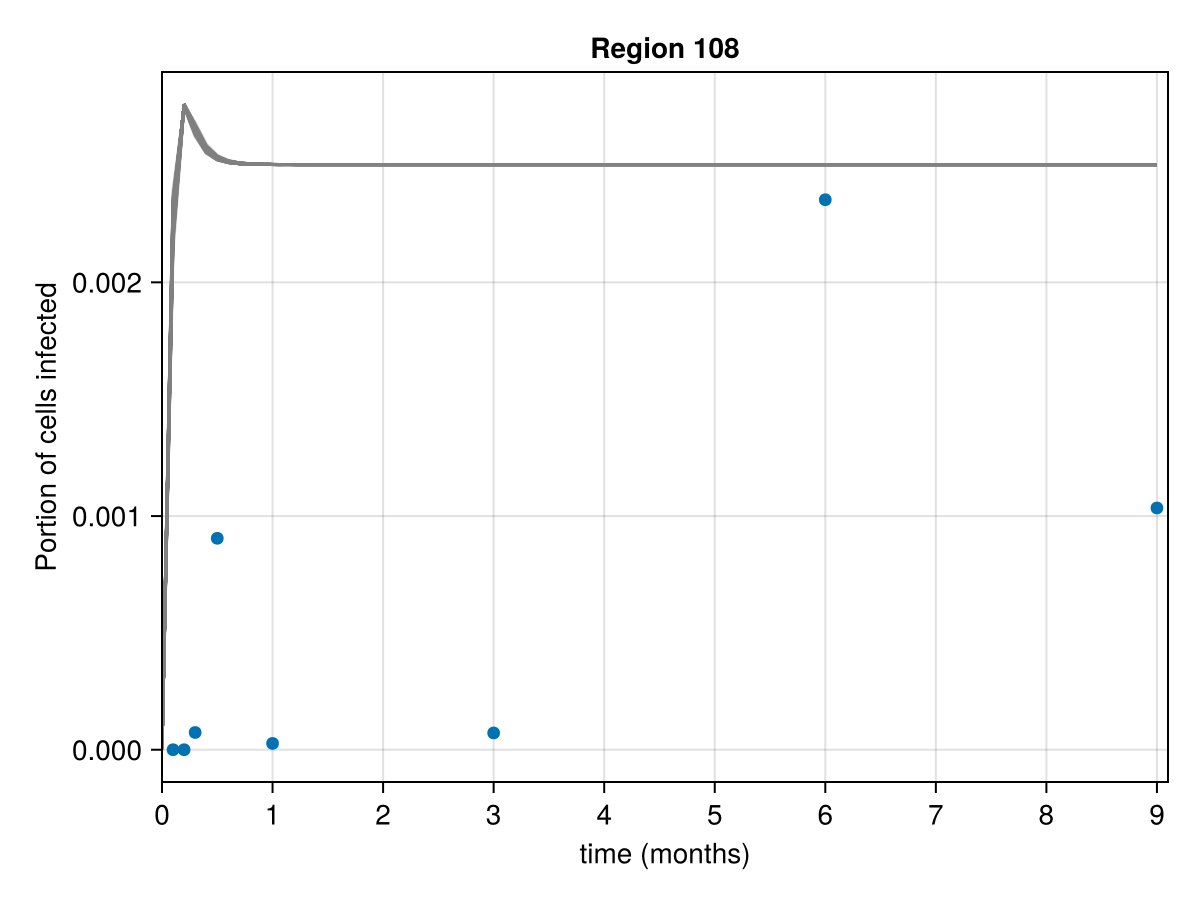 Region 108
Portion of cells infected
0.002
0.001
0.000
0 1 2 3 4 5 6 7 8 9
time (months)